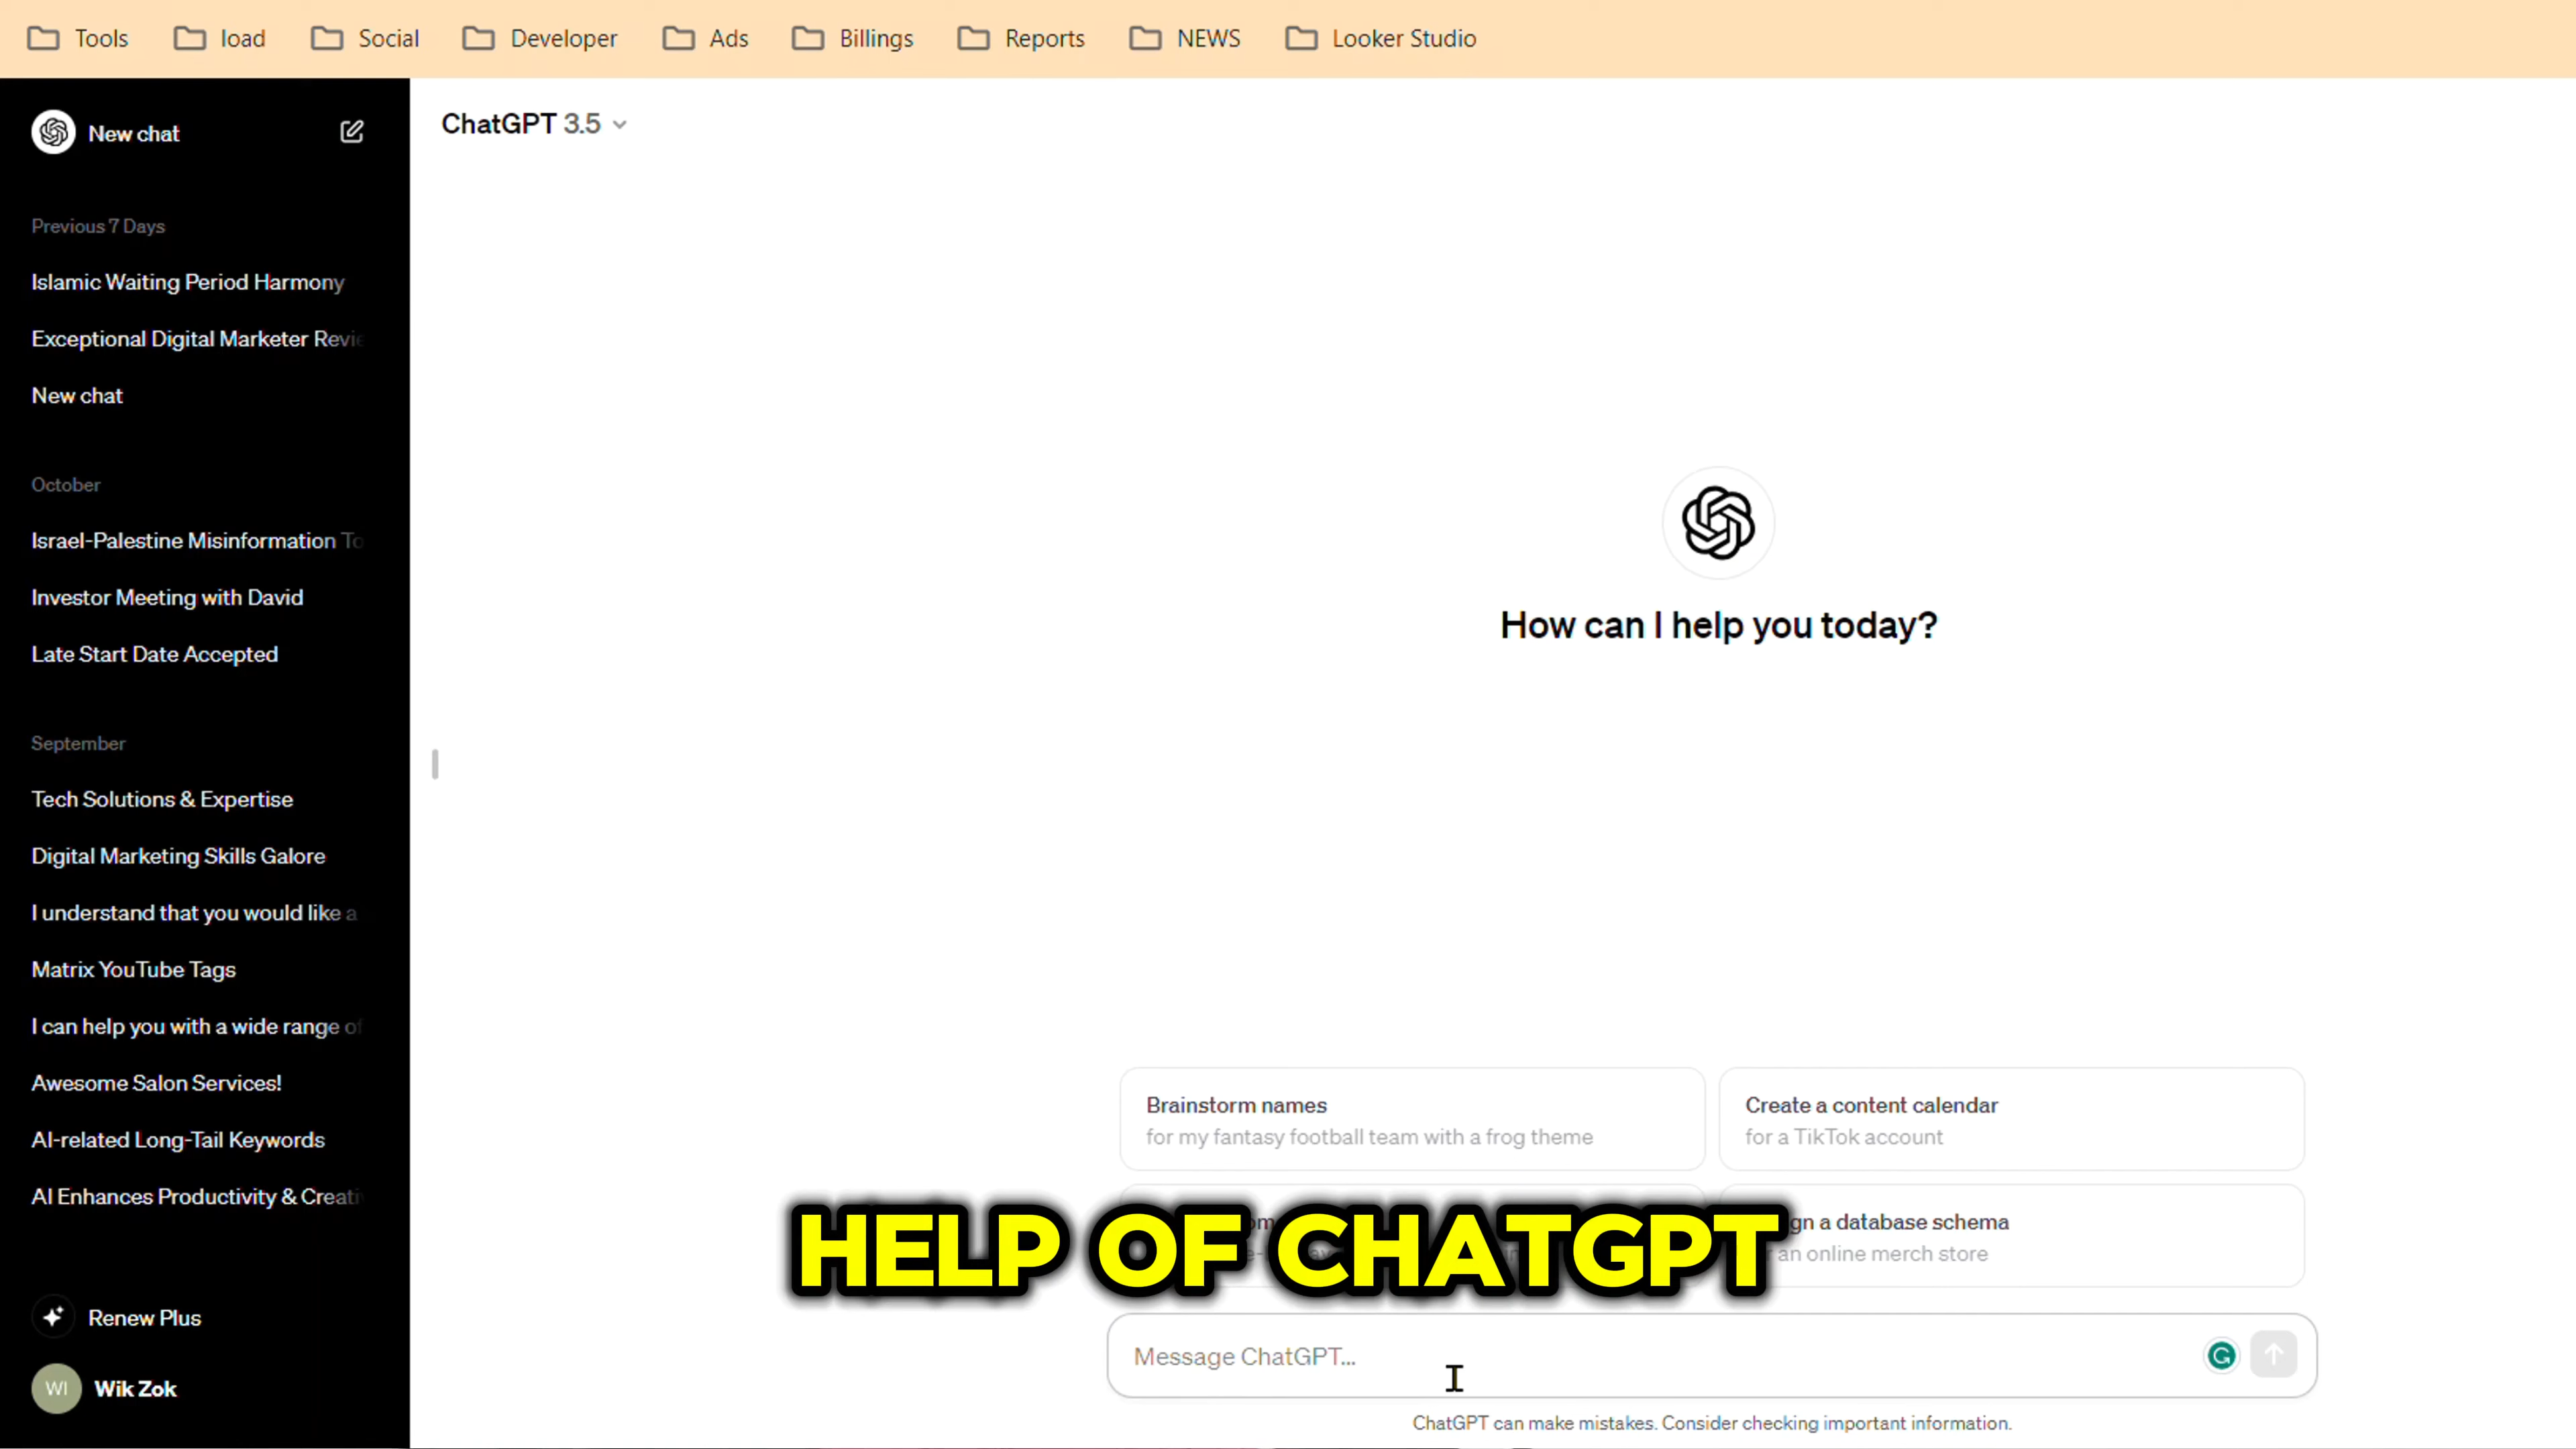 Tools load Social Developer Ads Billings Reports NEWS Looker Studio
New chat
Previous 7 Days
Islamic Waiting Period Harmony
Exceptional Digital Marketer Revie
New chat
October
Israel-Palestine Misinformation To
Investor Meeting with David
Late Start Date Accepted
September
Tech Solutions & Expertise
Digital Marketing Skills Galore
I understand that you would like a
Matrix YouTube Tags
I can help you with a wide range of
Awesome Salon Services!
AI-related Long-Tail Keywords
AI Enhances Productivity & Creati
Renew Plus
WI Wik Zok
ChatGPT 3.5
How can I help you today?
Brainstorm names
for my fantasy football team with a frog theme
Create a content calendar
for a TikTok account
a database schema
an online merch store
HELP OF CHATGPT
Message ChatGPT...
ChatGPT can make mistakes. Consider checking important information.